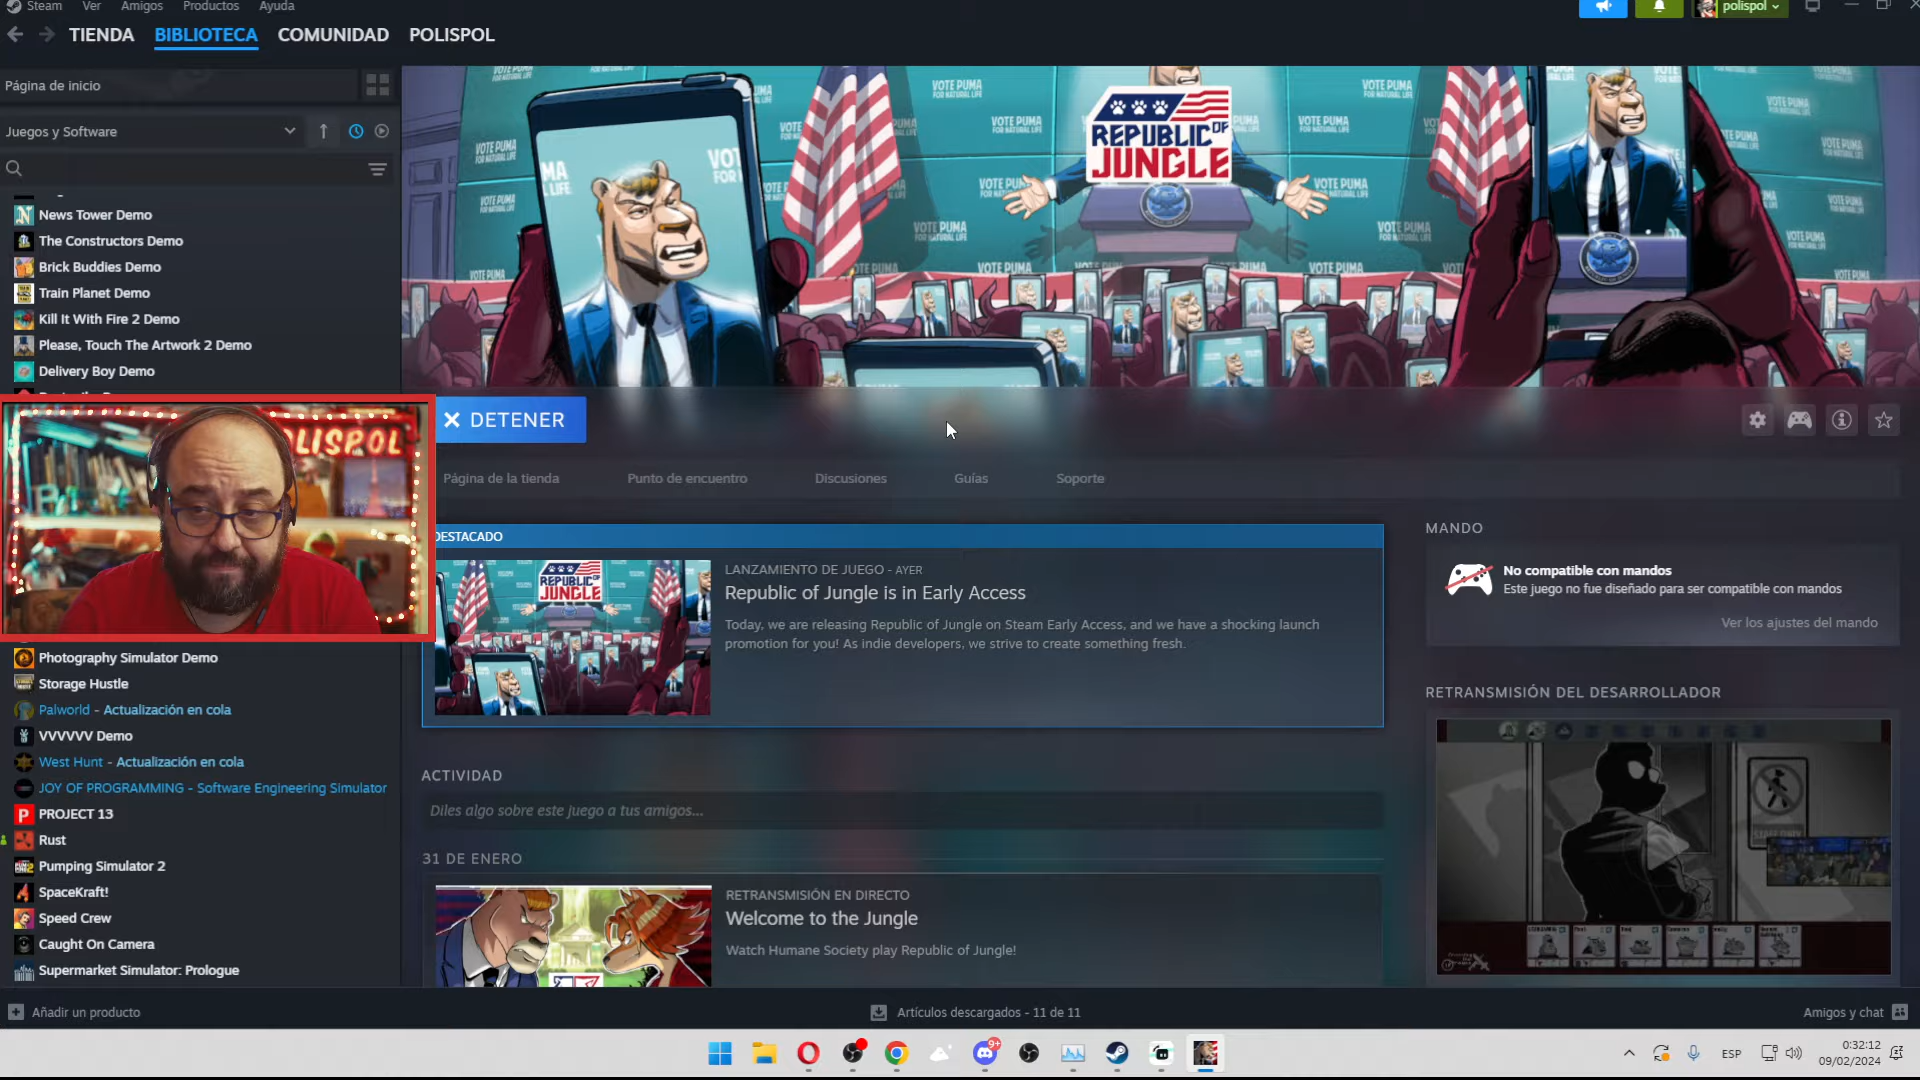 Steam Ver Amigos Productos Ayuda
polispol
TIENDA BIBLIOTECA COMUNIDAD POLISPOL
Página de inicio
Juegos y Software
News Tower Demo
The Constructors Demo
Brick Buddies Demo
Train Planet Demo
Kill It With Fire 2 Demo
Please, Touch The Artwork 2 Demo
Delivery Boy Demo
VOTE PUMA
FOR NATURAL LIFE
REPUBLIC OF
JUNGLE
DETENER
Página de la tienda Punto de encuentro Discusiones Guías Soporte
DESTACADO
REPUBLIC OF
JUNGLE
LANZAMIENTO DE JUEGO - AYER
Republic of Jungle is in Early Access
Today, we are releasing Republic of Jungle on Steam Early Access, and we have a shocking launch
promotion for you! As indie developers, we strive to create something fresh.
MANDO
No compatible con mandos
Este juego no fue diseñado para ser compatible con mandos
Ver los ajustes del mando
RETRANSMISIÓN DEL DESARROLLADOR
ACTIVIDAD
Diles algo sobre este juego a tus amigos...
31 DE ENERO
RETRANSMISIÓN EN DIRECTO
Welcome to the Jungle
Watch Humane Society play Republic of Jungle!
Photography Simulator Demo
Storage Hustle
Palworld - Actualización en cola
VVVVVV Demo
West Hunt - Actualización en cola
JOY OF PROGRAMMING - Software Engineering Simulator
PROJECT 13
Rust
Pumping Simulator 2
SpaceKraft!
Speed Crew
Caught On Camera
Supermarket Simulator: Prologue
Añadir un producto
Artículos descargados - 11 de 11
Amigos y chat
9+
ESP
0:32:12
09/02/2024